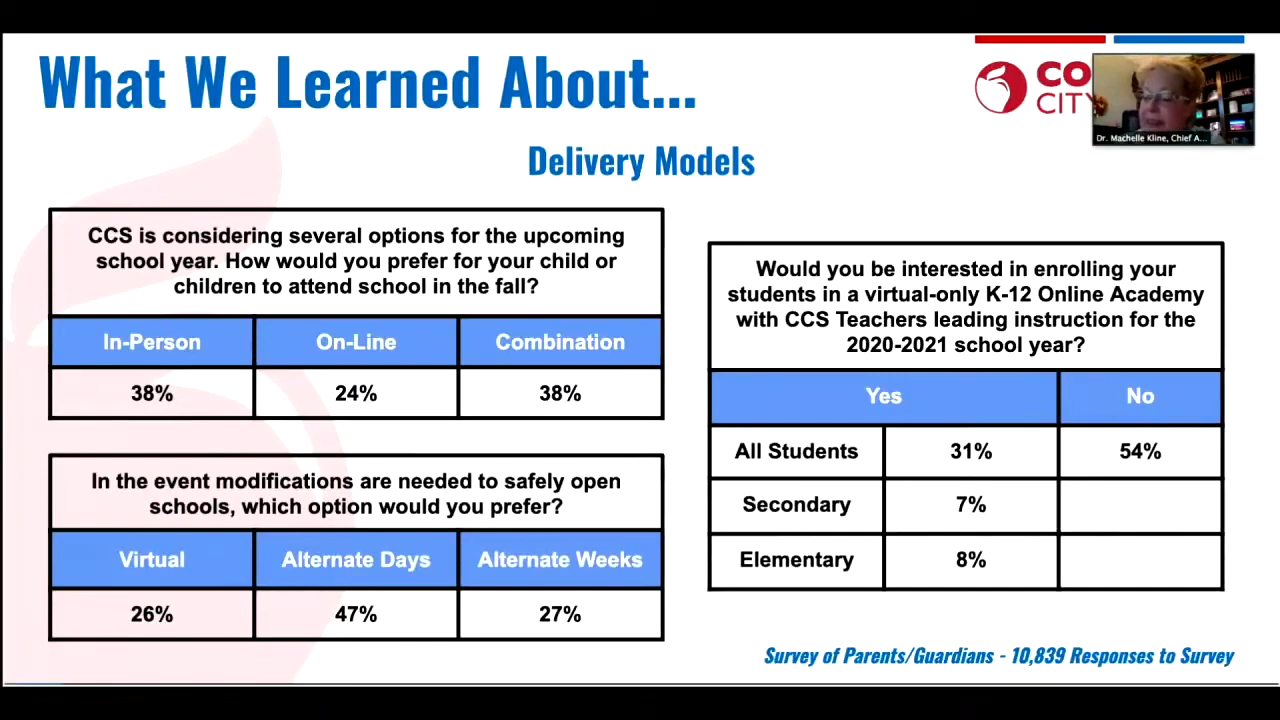 What We Learned About...
CO
CITY
Dr. Machelle Kline, Chief A...
Delivery Models
CCS is considering several options for the upcoming
school year. How would you prefer for your child or
children to attend school in the fall?
In-Person On-Line Combination
38% 24% 38%
In the event modifications are needed to safely open
schools, which option would you prefer?
Virtual Alternate Days Alternate Weeks
26% 47% 27%
Would you be interested in enrolling your
students in a virtual-only K-12 Online Academy
with CCS Teachers leading instruction for the
2020-2021 school year?
Yes No
All Students 31% 54%
Secondary 7%
Elementary 8%
Survey of Parents/Guardians - 10,839 Responses to Survey